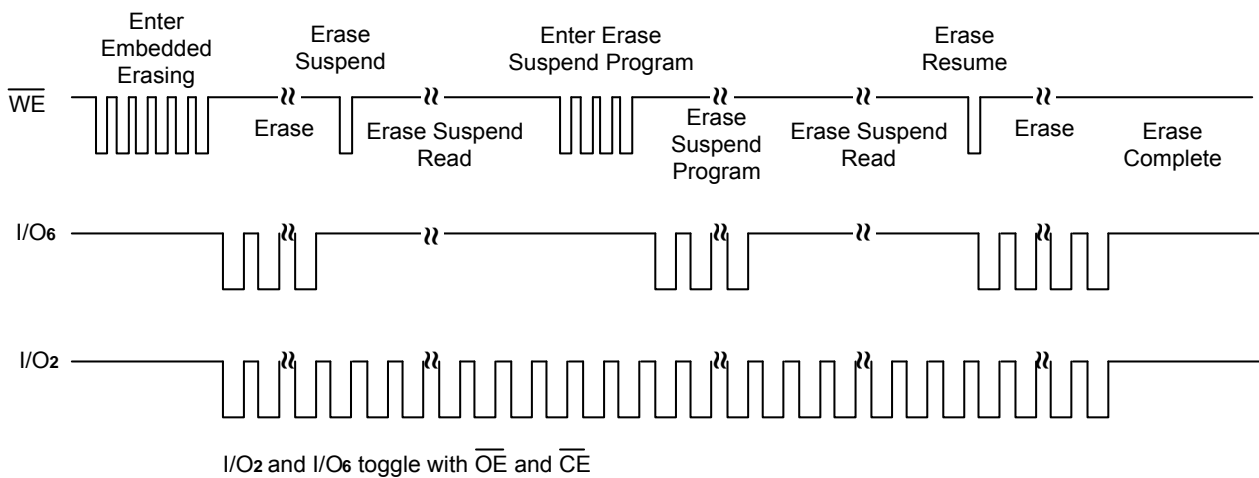 Enter
Embedded
Erasing
Erase
Suspend
Enter Erase
Suspend Program
Erase
Resume
WE
Erase
Erase Suspend
Read
Erase
Suspend
Program
Erase Suspend
Read
Erase
Erase
Complete
I/O6
I/O2
I/O2 and I/O6 toggle with OE and CE